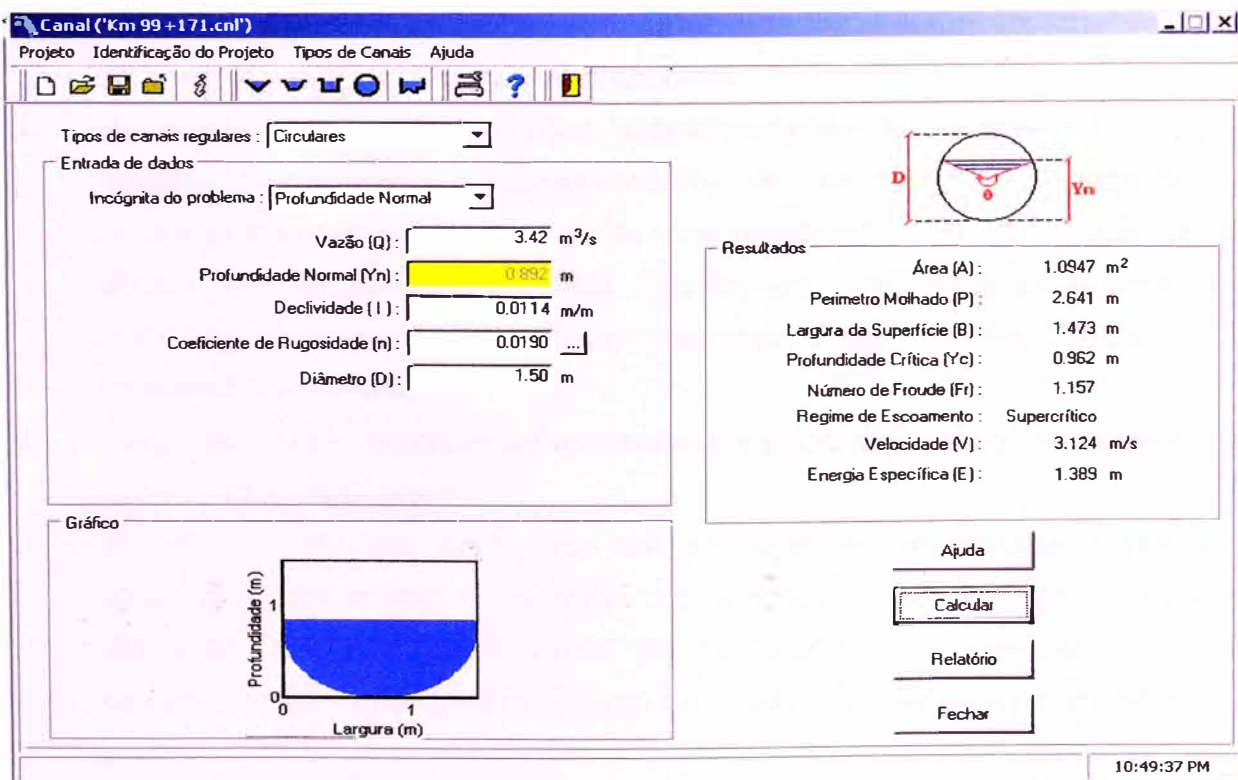 Canal ('Km 99+171.cnl')
Projeto Identificação do Projeto Tipos de Canais Ajuda
Tipos de canais regulares : Circulares
Entrada de dados
Incógnita do problema : Profundidade Normal
Vazão (Q) : 3.42 m³/s
Profundidade Normal (Yn) : 0.892 m
Declividade ( I ) : 0.0114 m/m
Coeficiente de Rugosidade (n) : 0.0190 ...
Diâmetro (D) : 1.50 m
D
θ
Yn
Resultados
Área (A) : 1.0947 m²
Perimetro Molhado (P) : 2.641 m
Largura da Superfície (B) : 1.473 m
Profundidade Crítica (Yc) : 0.962 m
Número de Froude (Fr) : 1.157
Regime de Escoamento : Supercrítico
Velocidade (V) : 3.124 m/s
Energia Específica (E) : 1.389 m
Gráfico
Profundidade (m)
1
0
0 1
Largura (m)
Ajuda
Calcular
Relatório
Fechar
10:49:37 PM